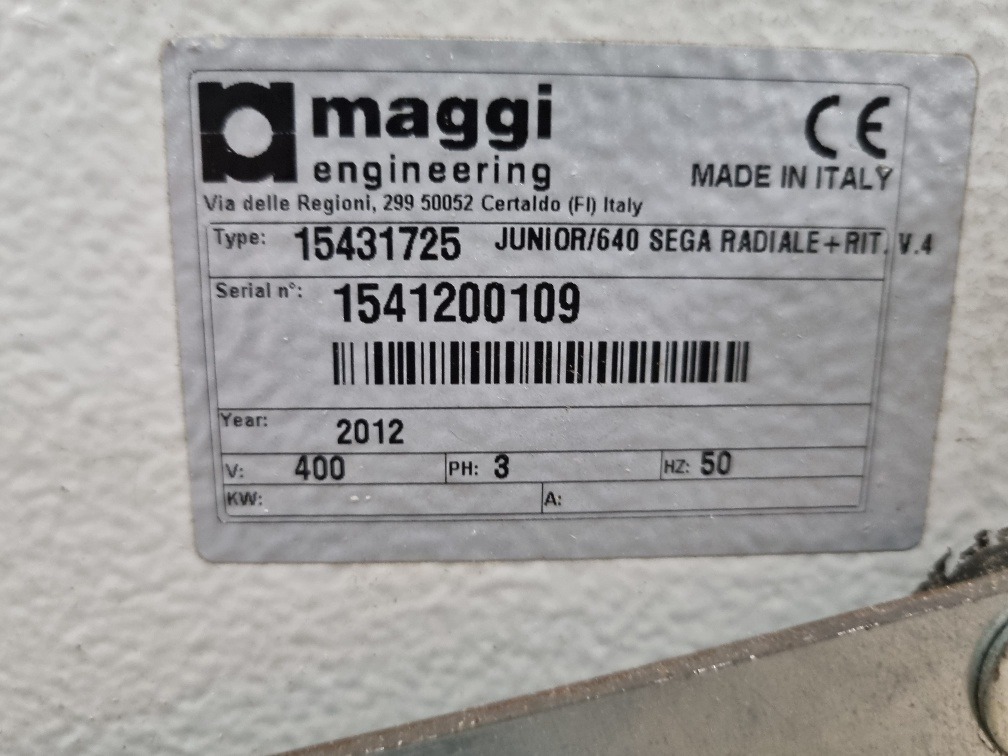 maggi
engineering
CE
MADE IN ITALY
Via delle Regioni, 299 50052 Certaldo (FI) Italy
Type: 15431725 JUNIOR/640 SEGA RADIALE+RIT. V.4
Serial n°: 1541200109
Year: 2012
V: 400 PH: 3 HZ: 50
KW: A: